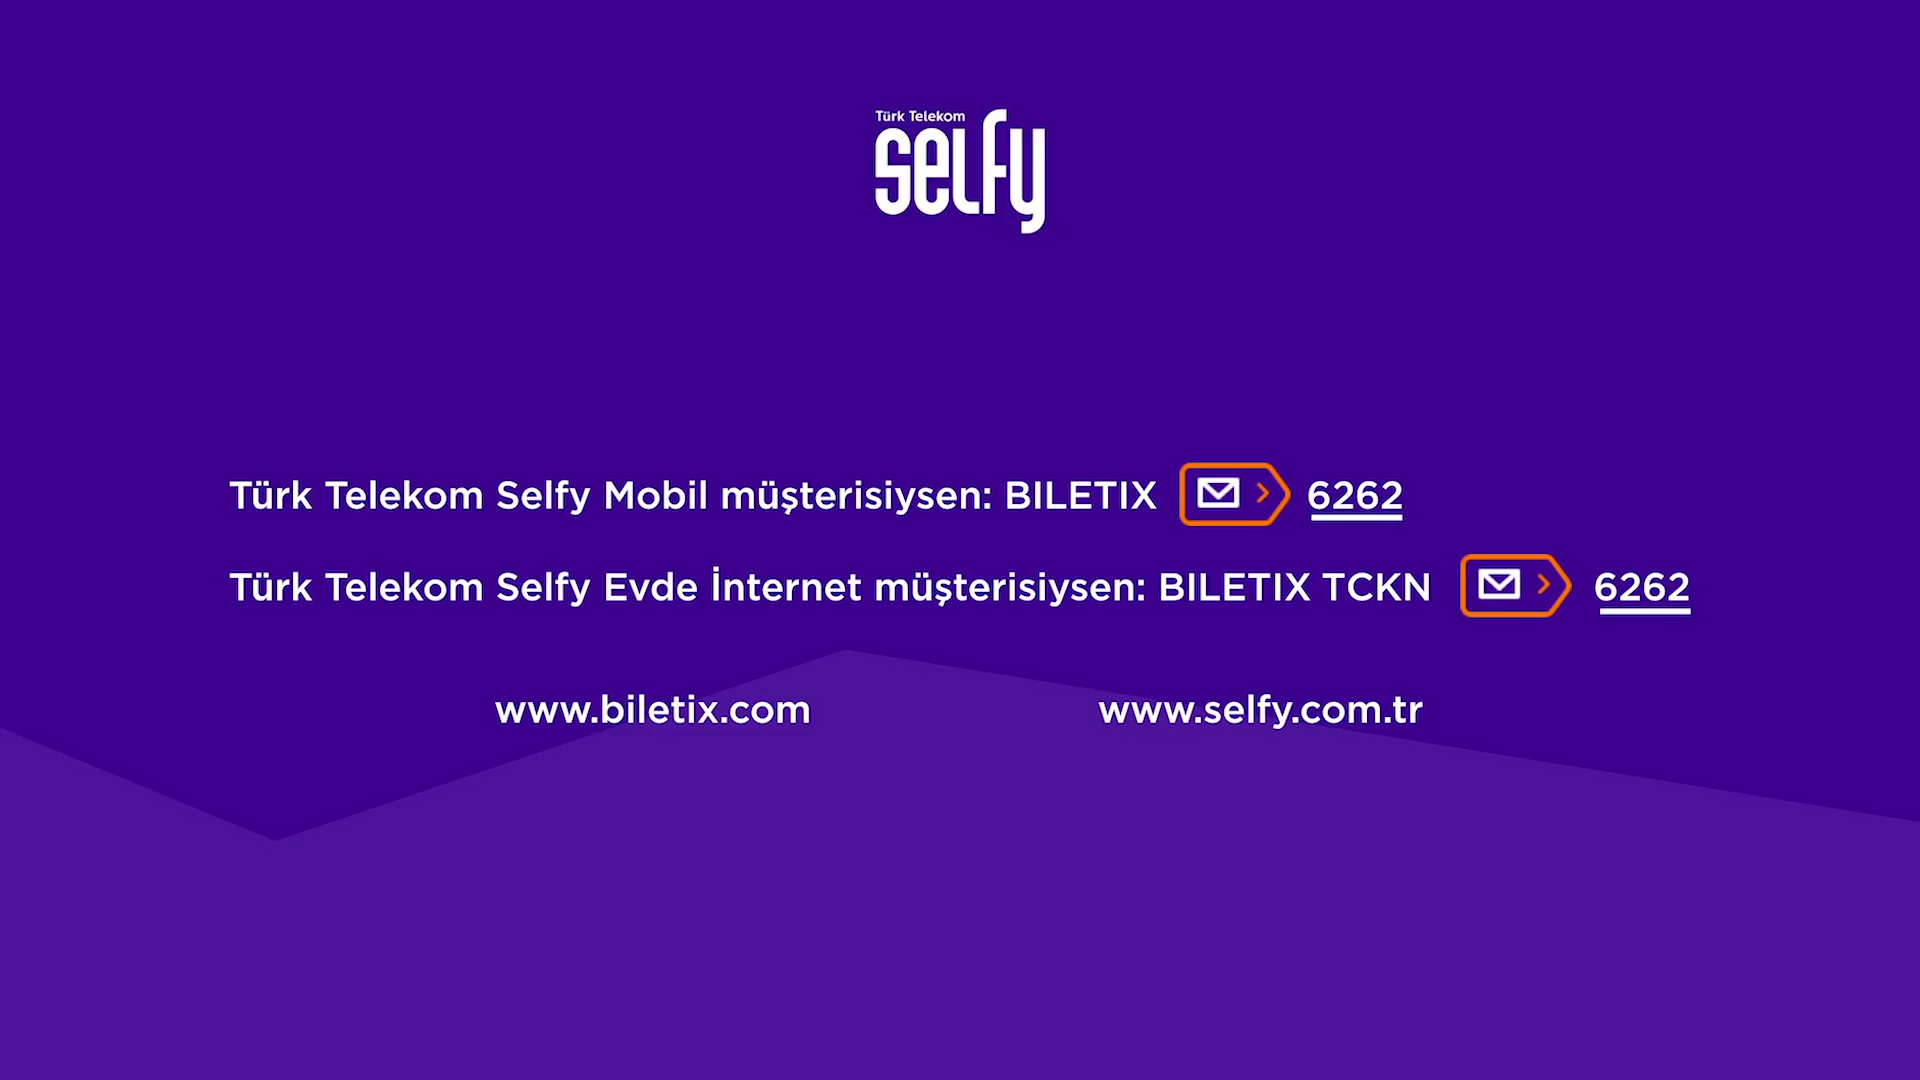 Türk Telekom
selfy
Türk Telekom Selfy Mobil müşterisiysen: BILETIX 6262
Türk Telekom Selfy Evde İnternet müşterisiysen: BILETIX TCKN 6262
www.biletix.com
www.selfy.com.tr